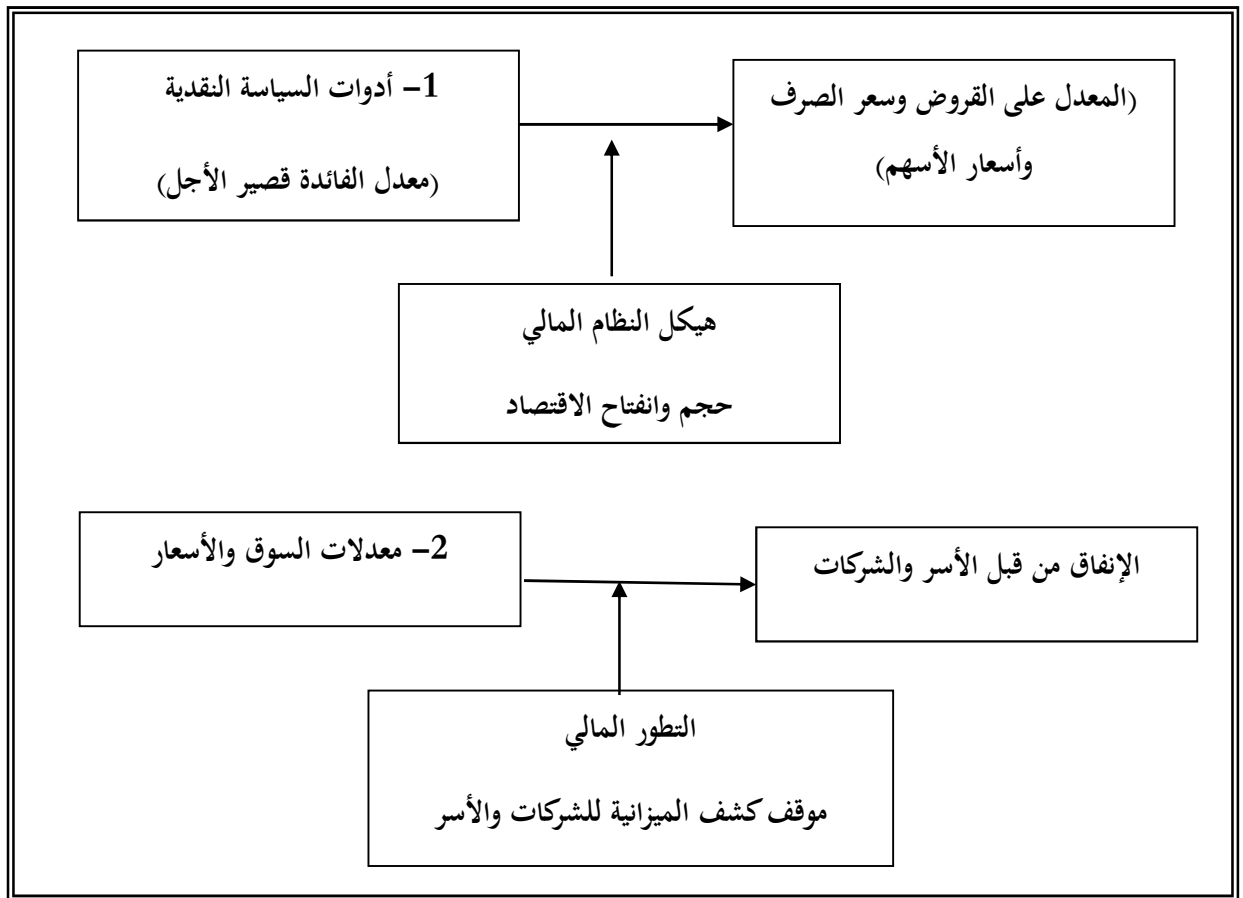 1- أدوات السياسة النقدية
(معدل الفائدة قصير الأجل)
(المعدل على القروض وسعر الصرف
وأسعار الأسهم)
هيكل النظام المالي
حجم وانفتاح الاقتصاد
2- معدلات السوق والأسعار
الإنفاق من قبل الأسر والشركات
التطور المالي
موقف كشف الميزانية للشركات والأسر